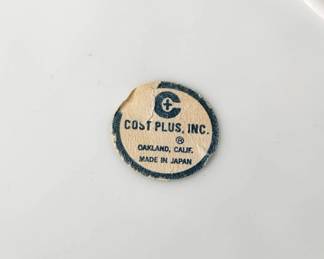 C+
COST PLUS, INC.
®
OAKLAND, CALIF.
MADE IN JAPAN